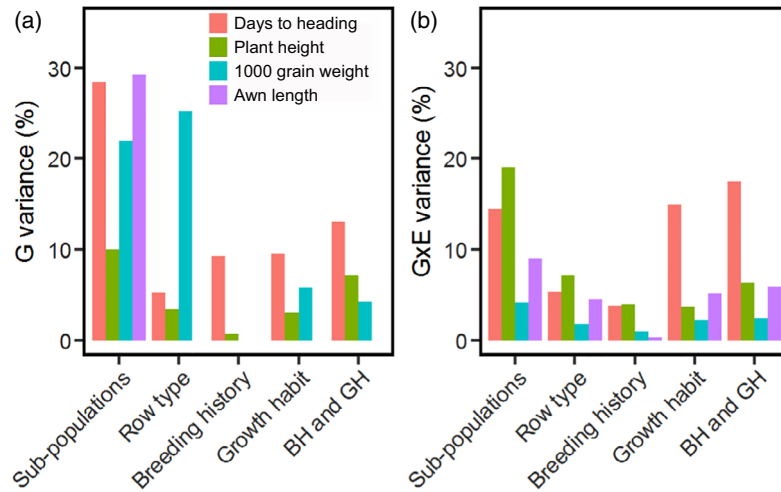 (a)
Days to heading
Plant height
1000 grain weight
Awn length
G variance (%)
30
20
10
0
Sub-populations
Row type
Breeding history
Growth habit
BH and GH
(b)
GxE variance (%)
30
20
10
0
Sub-populations
Row type
Breeding history
Growth habit
BH and GH